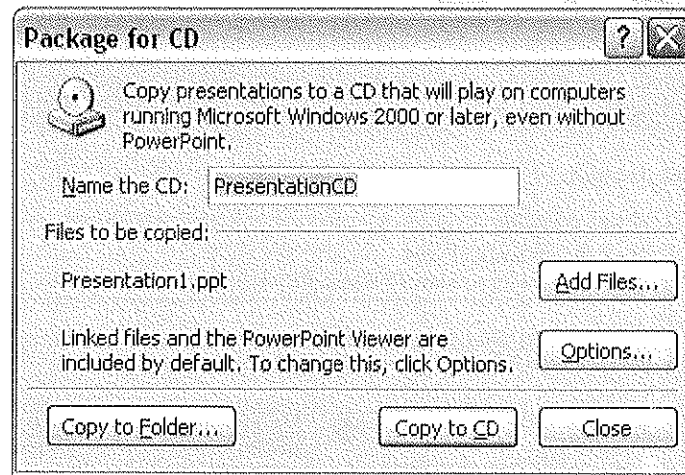 Package for CD
?
Copy presentations to a CD that will play on computers
running Microsoft Windows 2000 or later, even without
PowerPoint.
Name the CD: PresentationCD
Files to be copied:
Presentation1.ppt
Add Files...
Linked files and the PowerPoint Viewer are
included by default. To change this, click Options.
Options...
Copy to Folder... Copy to CD Close